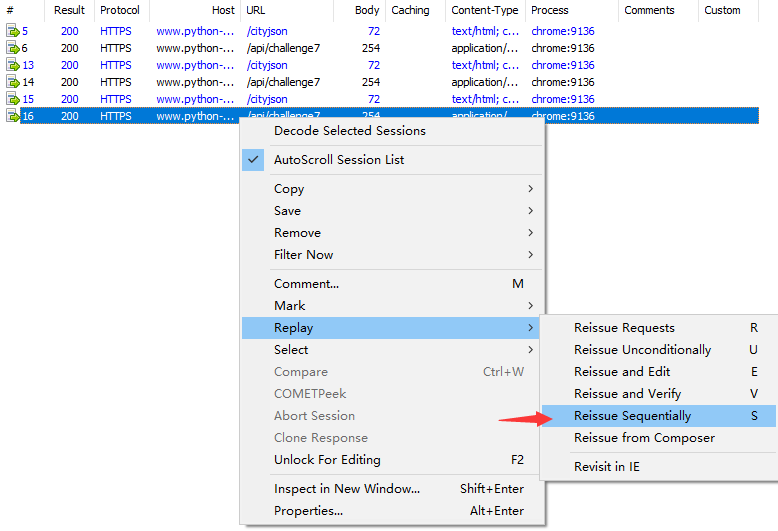 # Result Protocol Host URL Body Caching Content-Type Process Comments Custom
5 200 HTTPS www.python-... /cityjson 72 text/html; c... chrome:9136
6 200 HTTPS www.python-... /api/challenge7 254 application/... chrome:9136
13 200 HTTPS www.python-... /cityjson 72 text/html; c... chrome:9136
14 200 HTTPS www.python-... /api/challenge7 254 application/... chrome:9136
15 200 HTTPS www.python-... /cityjson 72 text/html; c... chrome:9136
16 200 HTTPS www.python-... /api/challenge7 254 application/... chrome:9136
Decode Selected Sessions
AutoScroll Session List
Copy
Save
Remove
Filter Now
Comment... M
Mark
Replay
Select
Compare Ctrl+W
COMETPeek
Abort Session
Clone Response
Unlock For Editing F2
Inspect in New Window... Shift+Enter
Properties... Alt+Enter
Reissue Requests R
Reissue Unconditionally U
Reissue and Edit E
Reissue and Verify V
Reissue Sequentially S
Reissue from Composer
Revisit in IE